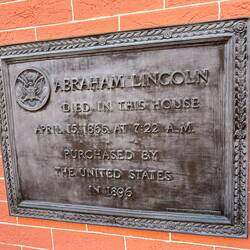 ABRAHAM LINCOLN
DIED IN THIS HOUSE
APRIL 15, 1865, AT 7:22 A.M.
PURCHASED BY
THE UNITED STATES
IN 1896